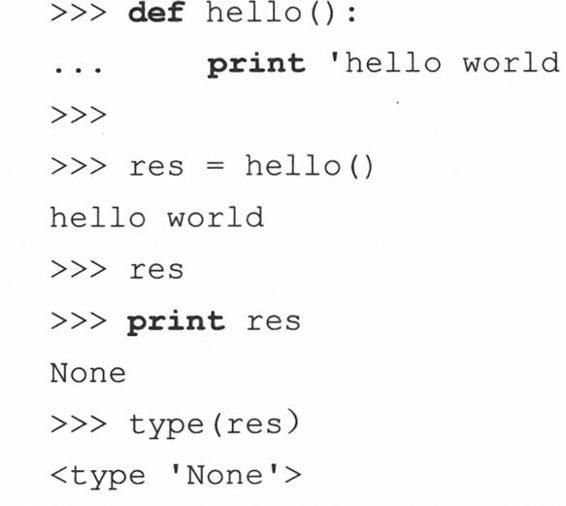 >>> def hello():
...     print 'hello world
>>>
>>> res = hello()
hello world
>>> res
>>> print res
None
>>> type(res)
<type 'None'>